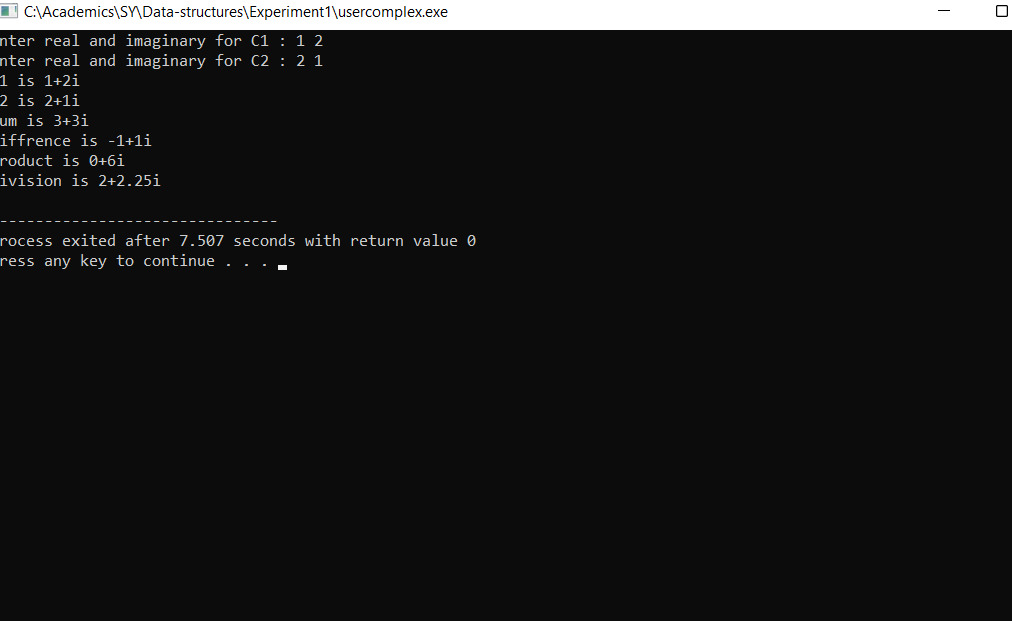 C:\Academics\SY\Data-structures\Experiment1\usercomplex.exe
nter real and imaginary for C1 : 1 2
nter real and imaginary for C2 : 2 1
1 is 1+2i
2 is 2+1i
um is 3+3i
iffrence is -1+1i
roduct is 0+6i
ivision is 2+2.25i
-------------------------------
rocess exited after 7.507 seconds with return value 0
ress any key to continue . . .